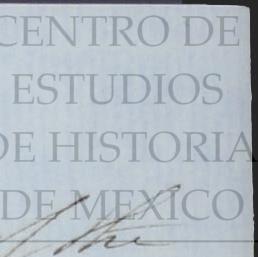 CENTRO DE
ESTUDIOS
DE HISTORIA
DE MEXICO